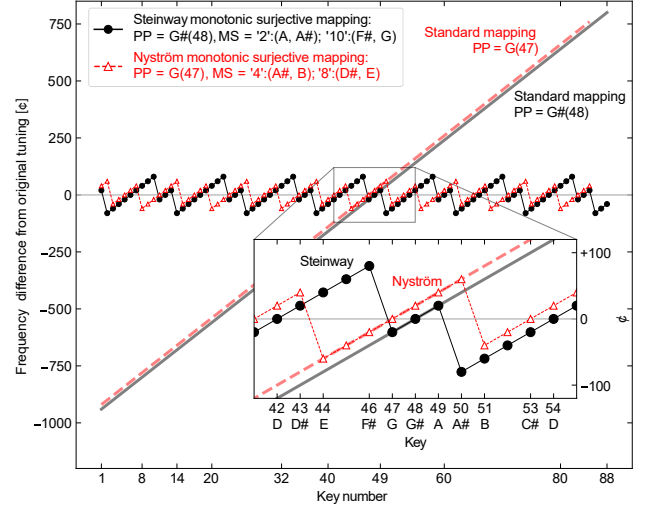 Steinway monotonic surjective mapping:
PP = G#(48), MS = '2':(A, A#); '10':(F#, G)
Nyström monotonic surjective mapping:
PP = G(47), MS = '4':(A#, B); '8':(D#, E)
Standard mapping
PP = G(47)
Standard mapping
PP = G#(48)
Frequency difference from original tuning [¢]
750
500
250
0
−250
−500
−750
−1000
Steinway
Nyström
+100
0
−100
¢
42 43 44 46 47 48 49 50 51 53 54
D D# E F# G G# A A# B C# D
Key
1 8 14 20 30 40 49 60 80 88
Key number